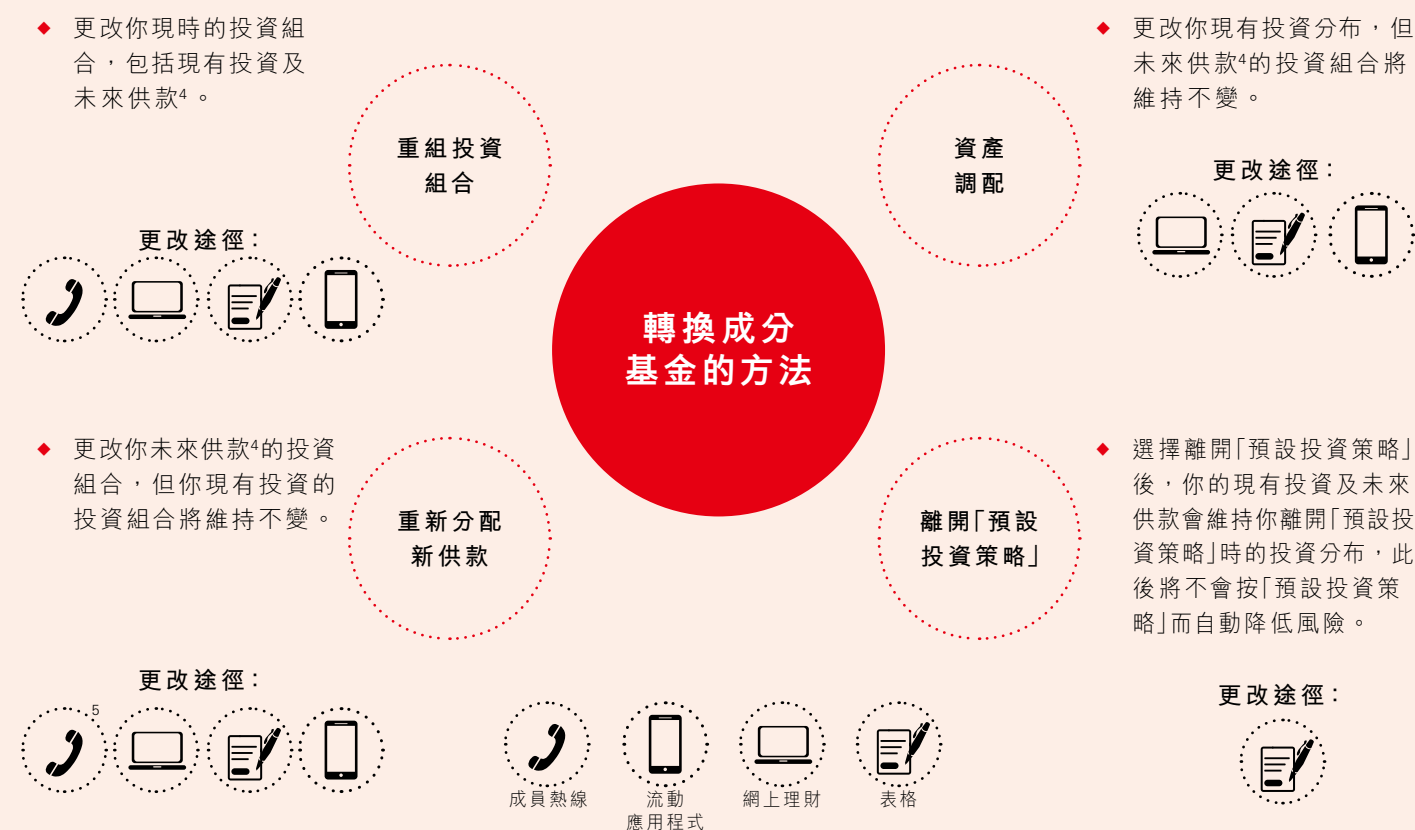 ◆ 更改你現時的投資組
合，包括現有投資及
未來供款4。
重組投資
組合
更改途徑：
資產
調配
◆ 更改你現有投資分布，但
未來供款4的投資組合將
維持不變。
更改途徑：
轉換成分
基金的方法
◆ 更改你未來供款4的投資
組合，但你現有投資的
投資組合將維持不變。
重新分配
新供款
更改途徑：
5
離開「預設
投資策略」
◆ 選擇離開「預設投資策略」
後，你的現有投資及未來
供款會維持你離開「預設投
資策略」時的投資分布，此
後將不會按「預設投資策
略」而自動降低風險。
更改途徑：
成員熱線
流動
應用程式
網上理財
表格